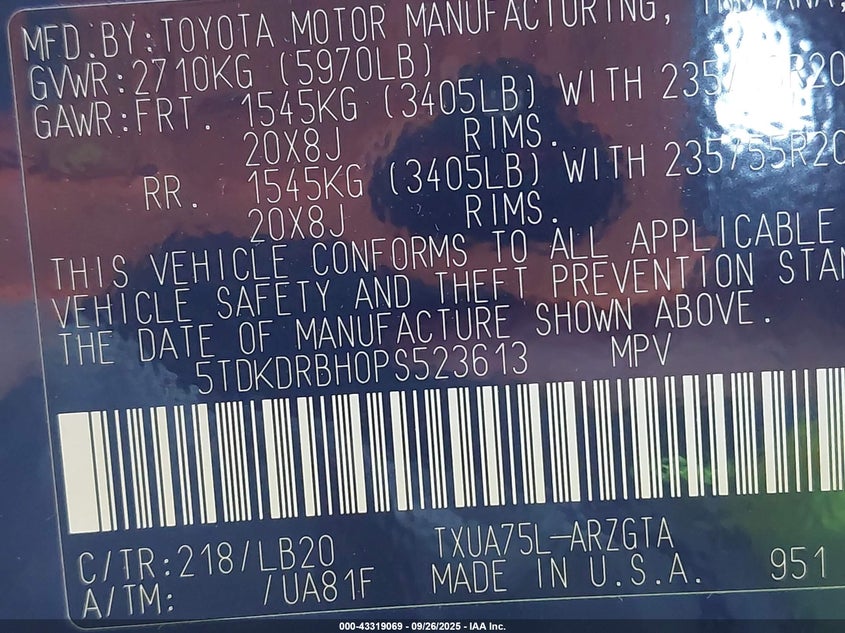 MFD.BY:TOYOTA MOTOR MANUFACTURING,
GVWR:2710KG (5970LB)
GAWR:FRT. 1545KG (3405LB) WITH 235/55R20
20X8J RIMS.
RR. 1545KG (3405LB) WITH 235/55R20
20X8J RIMS.
THIS VEHICLE CONFORMS TO ALL APPLICABLE
VEHICLE SAFETY AND THEFT PREVENTION STAN
THE DATE OF MANUFACTURE SHOWN ABOVE.
5TDKDRBH0PS523613 MPV
C/TR:218/LB20 TXUA75L-ARZGTA
A/TM: /UA81F MADE IN U.S.A. 951
000-43319069 - 09/26/2025 - IAA Inc.